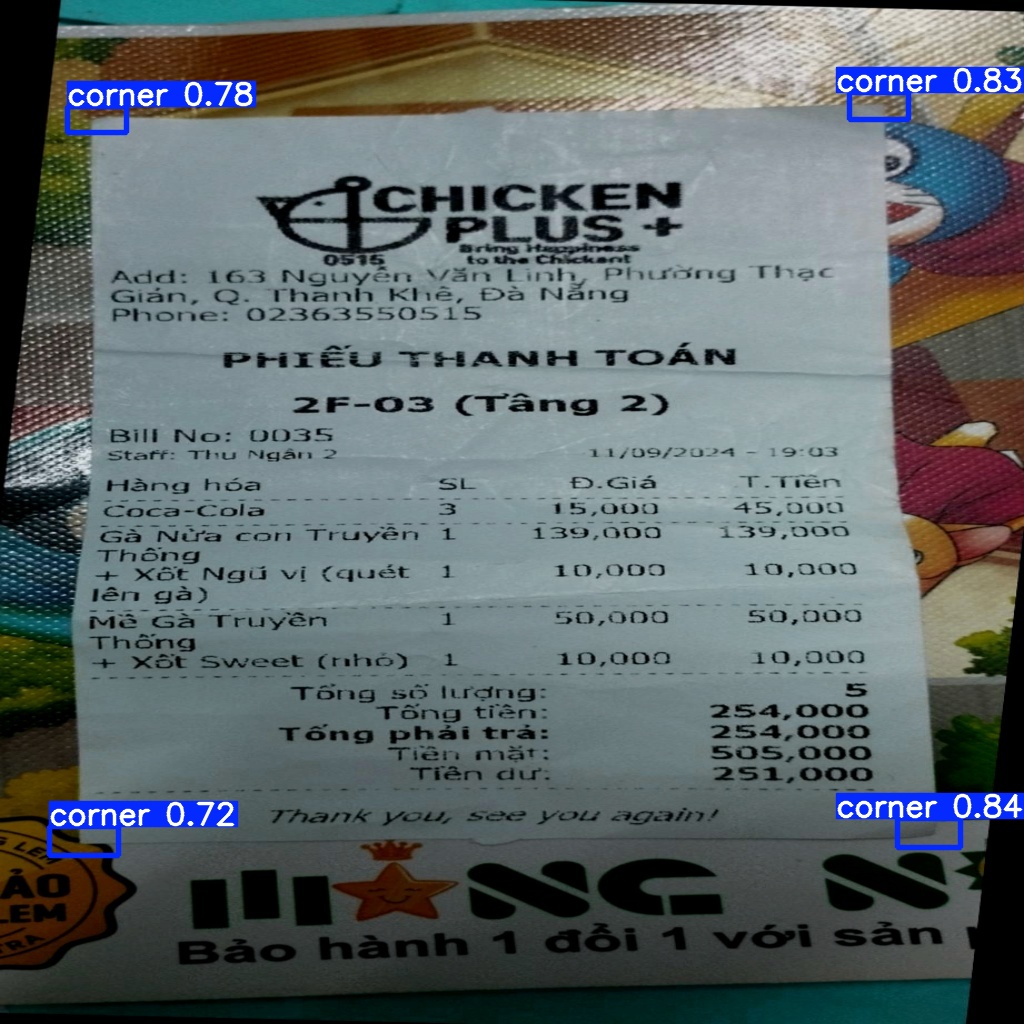 corner 0.78
corner 0.83
CHICKEN
PLUS +
Bring Happiness
to the Chickent
0515
Add: 163 Nguyễn Văn Linh, Phường Thạc
Gián, Q. Thanh Khê, Đà Nẵng
Phone: 02363550515
PHIẾU THANH TOÁN
2F-03 (Tầng 2)
Bill No: 0035
Staff: Thu Ngân 2 11/09/2024 - 19:03
Hàng hóa SL Đ.Giá T.Tiền
Coca-Cola 3 15,000 45,000
Gà Nửa con Truyền 1 139,000 139,000
Thống
+ Xốt Ngũ vị (quét 1 10,000 10,000
lên gà)
Mề Gà Truyền 1 50,000 50,000
Thống
+ Xốt Sweet (nhỏ) 1 10,000 10,000
Tổng số lượng: 5
Tổng tiền: 254,000
Tổng phải trả: 254,000
Tiền mặt: 505,000
Tiền dư: 251,000
Thank you, see you again!
corner 0.72
corner 0.84
Bảo hành 1 đổi 1 với sản